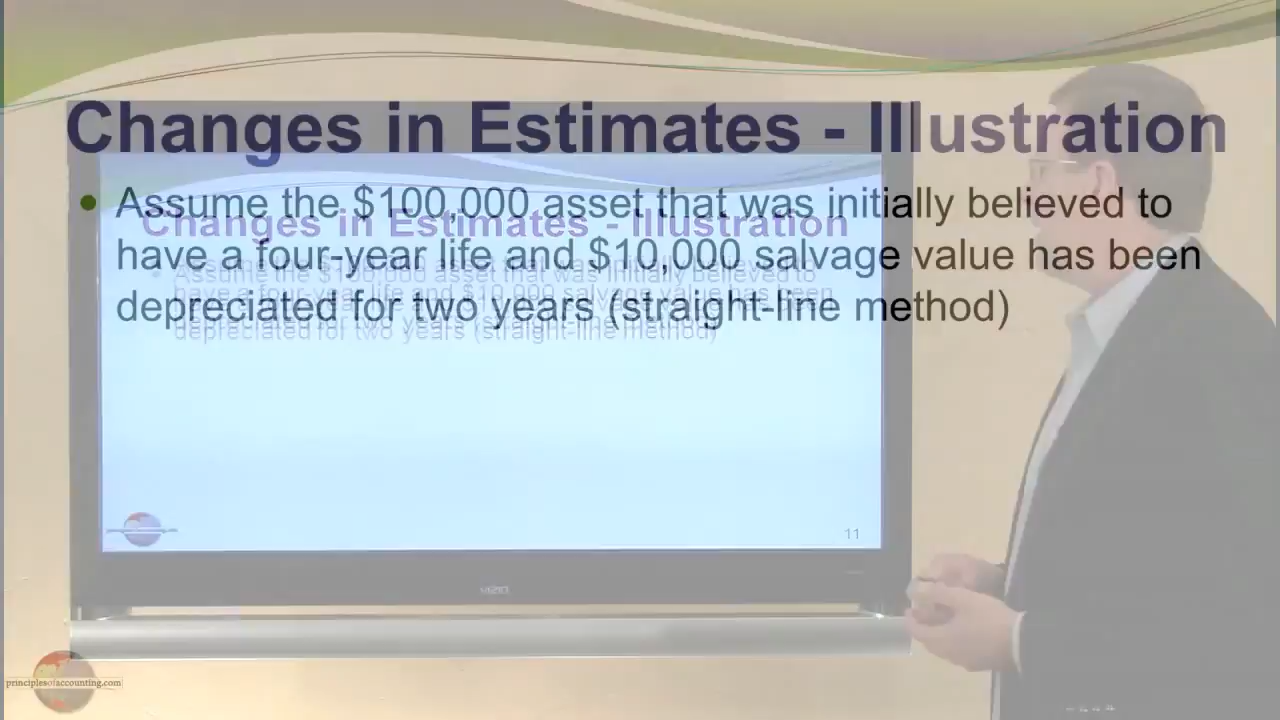 Changes in Estimates - Illustration
• Assume the $100,000 asset that was initially believed to
have a four-year life and $10,000 salvage value has been
depreciated for two years (straight-line method)
Changes in Estimates - Illustration
• Assume the $100,000 asset that was initially believed to
have a four-year life and $10,000 salvage value has been
depreciated for two years (straight-line method)
11
VIZIO
principlesofaccounting.com